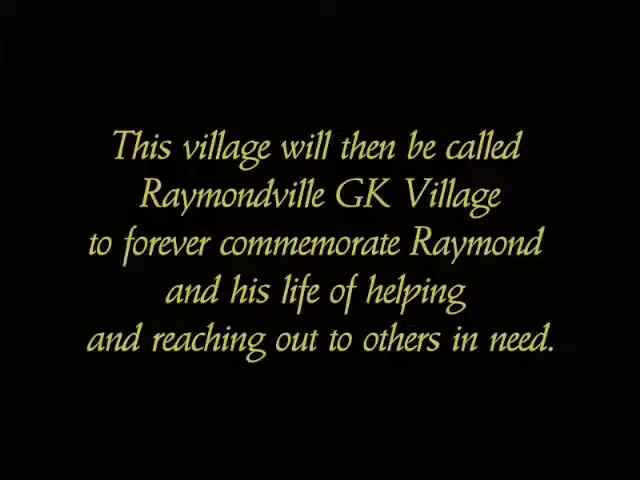 This village will then be called
Raymondville GK Village
to forever commemorate Raymond
and his life of helping
and reaching out to others in need.